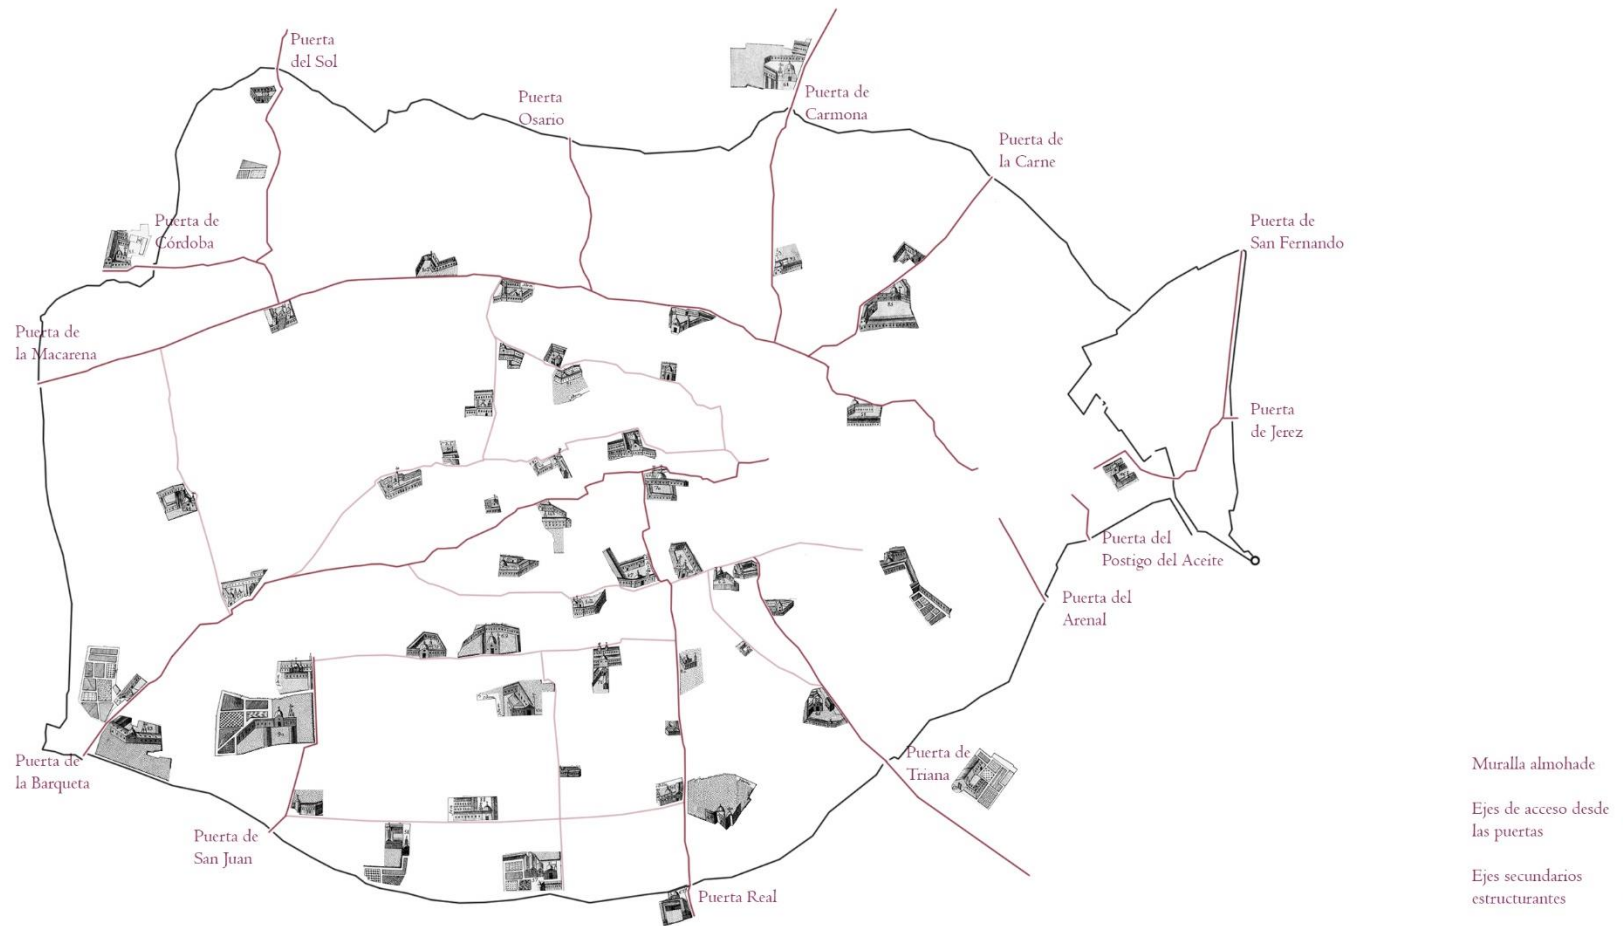 Puerta
del Sol
Puerta
Osario
Puerta de
Carmona
Puerta de
la Carne
Puerta de
Córdoba
Puerta de
San Fernando
Puerta de
la Macarena
Puerta
de Jerez
Puerta del
Postigo del Aceite
Puerta del
Arenal
Puerta de
la Barqueta
Puerta de
Triana
Puerta de
San Juan
Puerta Real
Muralla almohade
Ejes de acceso desde
las puertas
Ejes secundarios
estructurantes